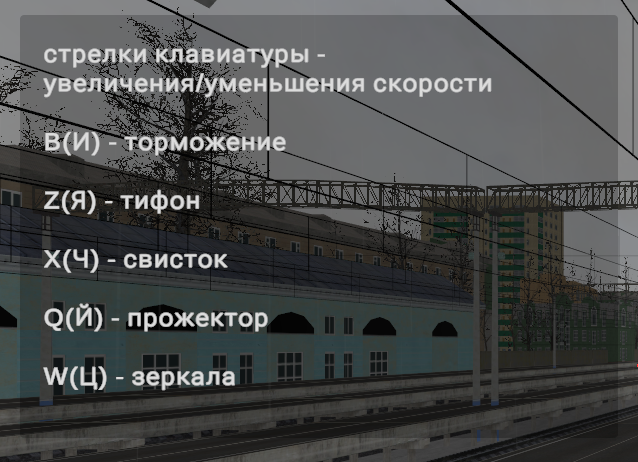 стрелки клавиатуры -
увеличения/уменьшения скорости
B(И) - торможение
Z(Я) - тифон
X(Ч) - свисток
Q(Й) - прожектор
W(Ц) - зеркала